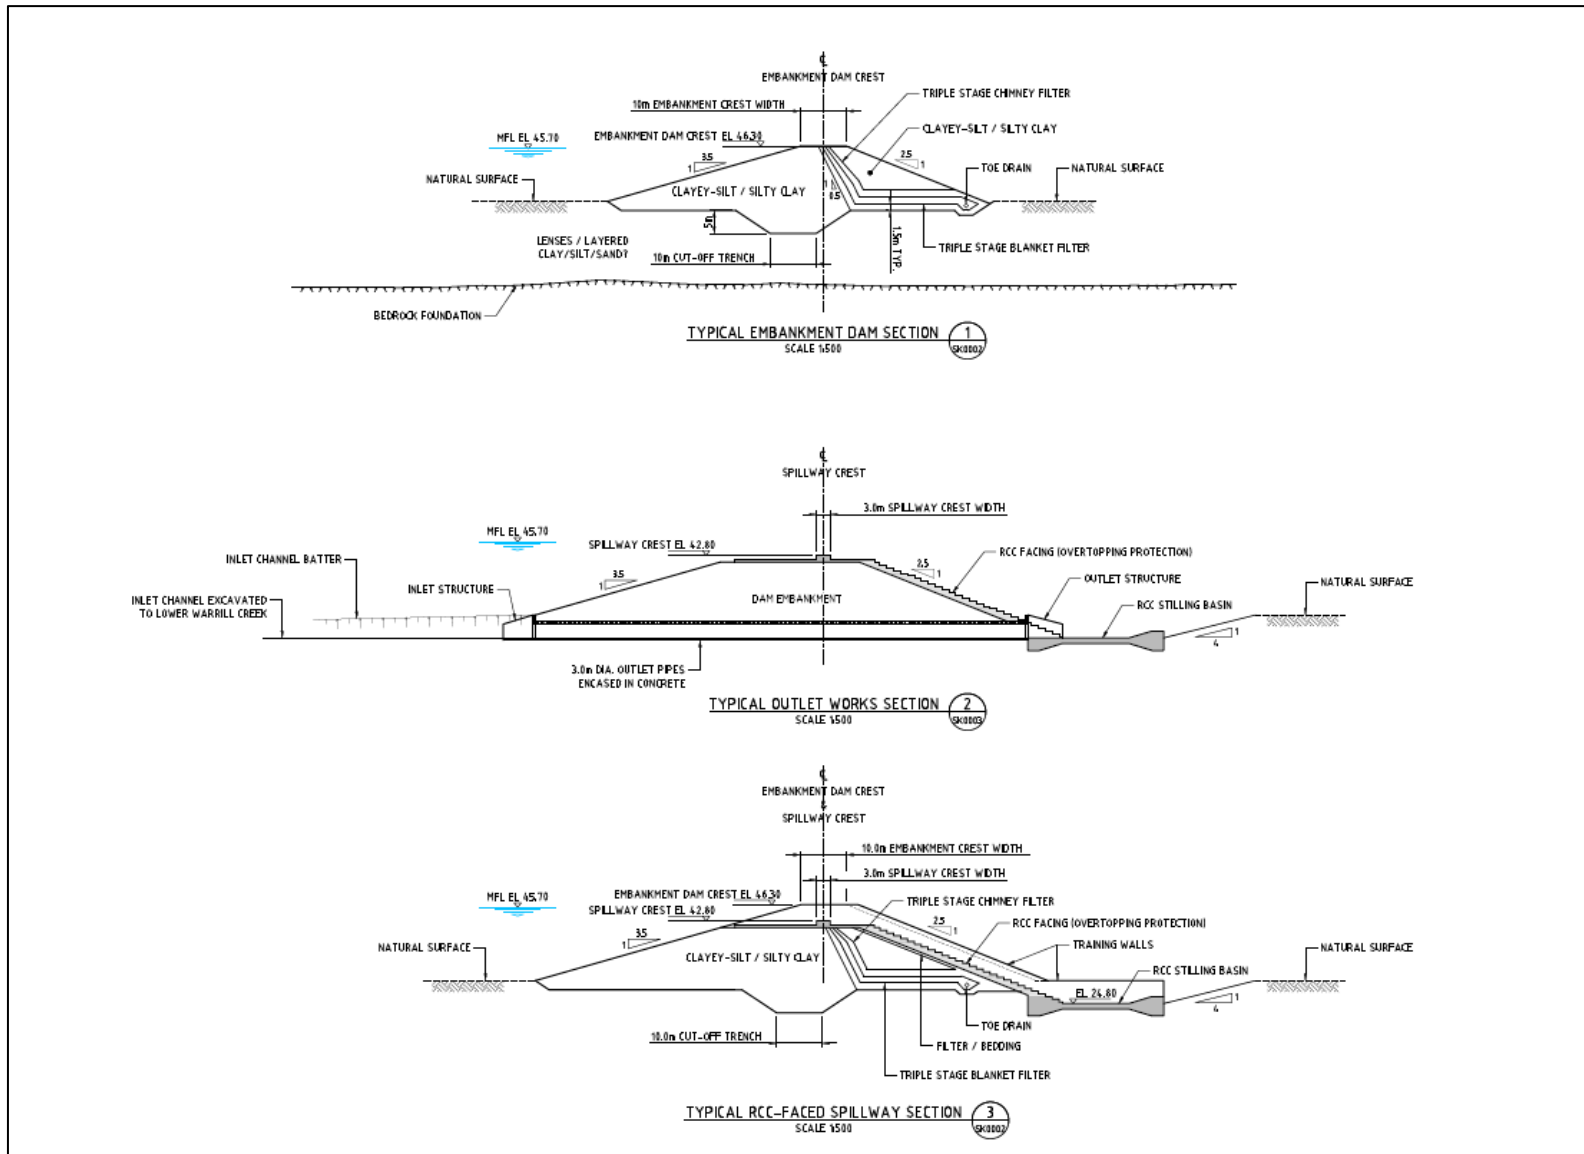 ℄
EMBANKMENT DAM CREST
10m EMBANKMENT CREST WIDTH
TRIPLE STAGE CHIMNEY FILTER
CLAYEY-SILT / SILTY CLAY
MFL EL 45.70
EMBANKMENT DAM CREST EL 46.30
3.5
1
2.5
1
TOE DRAIN
NATURAL SURFACE
NATURAL SURFACE
CLAYEY-SILT / SILTY CLAY
1
0.5
5m
1.5m TYP.
LENSES / LAYERED
CLAY/SILT/SAND?
TRIPLE STAGE BLANKET FILTER
10m CUT-OFF TRENCH
BEDROCK FOUNDATION
TYPICAL EMBANKMENT DAM SECTION
SCALE 1:500
1
SK0002
℄
SPILLWAY CREST
3.0m SPILLWAY CREST WIDTH
MFL EL 45.70
SPILLWAY CREST EL 42.80
RCC FACING (OVERTOPPING PROTECTION)
INLET CHANNEL BATTER
3.5
1
2.5
1
OUTLET STRUCTURE
NATURAL SURFACE
INLET STRUCTURE
INLET CHANNEL EXCAVATED
TO LOWER WARRILL CREEK
DAM EMBANKMENT
RCC STILLING BASIN
1
4
3.0m DIA. OUTLET PIPES
ENCASED IN CONCRETE
TYPICAL OUTLET WORKS SECTION
SCALE 1:500
2
SK0003
℄
EMBANKMENT DAM CREST
&
SPILLWAY CREST
10.0m EMBANKMENT CREST WIDTH
3.0m SPILLWAY CREST WIDTH
MFL EL 45.70
EMBANKMENT DAM CREST EL 46.30
SPILLWAY CREST EL 42.80
TRIPLE STAGE CHIMNEY FILTER
2.5
1
RCC FACING (OVERTOPPING PROTECTION)
3.5
1
TRAINING WALLS
NATURAL SURFACE
NATURAL SURFACE
CLAYEY-SILT / SILTY CLAY
RCC STILLING BASIN
EL 24.80
1
4
TOE DRAIN
10.0m CUT-OFF TRENCH
FILTER / BEDDING
TRIPLE STAGE BLANKET FILTER
TYPICAL RCC-FACED SPILLWAY SECTION
SCALE 1:500
3
SK0002